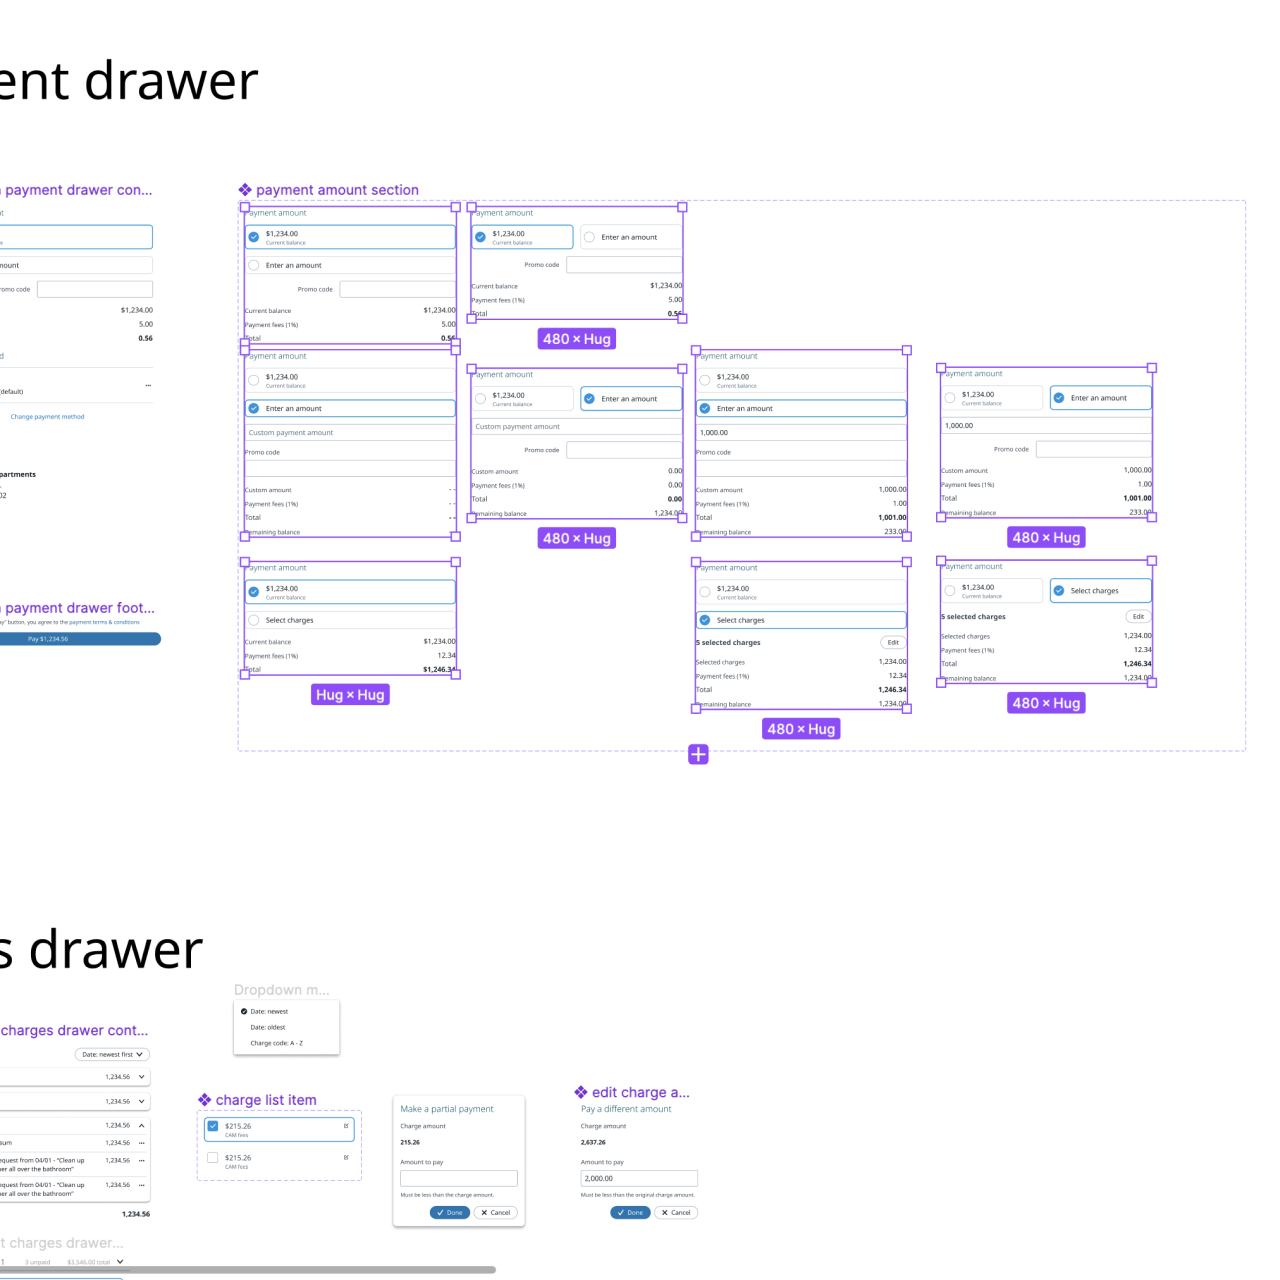 ent drawer
payment drawer con...
payment amount section
mount
Promo code
$1,234.00
5.00
0.56
(default)
...
Change payment method
partments
02
payment drawer foot...
button, you agree to the payment terms & conditions
Pay $1,234.56
Payment amount
$1,234.00
Current balance
Enter an amount
Promo code
Current balance $1,234.00
Payment fees (1%) 5.00
Total 0.56
Payment amount
$1,234.00
Current balance
Enter an amount
Promo code
Current balance $1,234.00
Payment fees (1%) 5.00
Total 0.56
480 × Hug
Payment amount
$1,234.00
Current balance
Enter an amount
Custom payment amount
Promo code
Custom amount --
Payment fees (1%) --
Total --
Remaining balance
Payment amount
$1,234.00
Current balance
Enter an amount
Custom payment amount
Promo code
Custom amount 0.00
Payment fees (1%) 0.00
Total 0.00
Remaining balance 1,234.00
480 × Hug
Payment amount
$1,234.00
Current balance
Enter an amount
1,000.00
Promo code
Custom amount 1,000.00
Payment fees (1%) 1.00
Total 1,001.00
Remaining balance 233.00
Payment amount
$1,234.00
Current balance
Enter an amount
1,000.00
Promo code
Custom amount 1,000.00
Payment fees (1%) 1.00
Total 1,001.00
Remaining balance 233.00
480 × Hug
Payment amount
$1,234.00
Current balance
Select charges
Current balance $1,234.00
Payment fees (1%) 12.34
Total $1,246.34
Hug × Hug
Payment amount
$1,234.00
Current balance
Select charges
5 selected charges Edit
Selected charges 1,234.00
Payment fees (1%) 12.34
Total 1,246.34
Remaining balance 1,234.00
480 × Hug
Payment amount
$1,234.00
Current balance
Select charges
5 selected charges Edit
Selected charges 1,234.00
Payment fees (1%) 12.34
Total 1,246.34
Remaining balance 1,234.00
480 × Hug
s drawer
charges drawer cont...
Date: newest first
1,234.56
1,234.56
1,234.56
sum 1,234.56 ...
equest from 04/01 - "Clean up 1,234.56 ...
er all over the bathroom"
equest from 04/01 - "Clean up 1,234.56 ...
er all over the bathroom"
1,234.56
t charges drawer...
1 3 unpaid $3,346.00 total
Dropdown m...
Date: newest
Date: oldest
Charge code: A - Z
charge list item
$215.26
CAM fees
$215.26
CAM fees
Make a partial payment
Charge amount
215.26
Amount to pay
Must be less than the charge amount.
Done Cancel
edit charge a...
Pay a different amount
Charge amount
2,637.26
Amount to pay
2,000.00
Must be less than the original charge amount.
Done Cancel